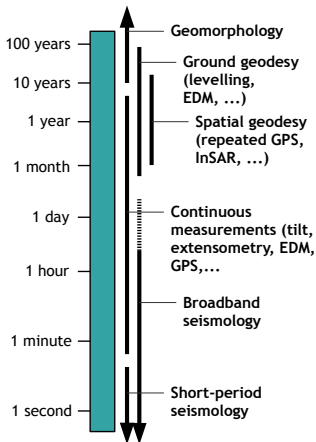 Geomorphology
100 years
Ground geodesy
(levelling,
EDM, ...)
10 years
Spatial geodesy
(repeated GPS,
InSAR, ...)
1 year
1 month
1 day
Continuous
measurements (tilt,
extensometry, EDM,
GPS,...
1 hour
Broadband
seismology
1 minute
Short-period
seismology
1 second